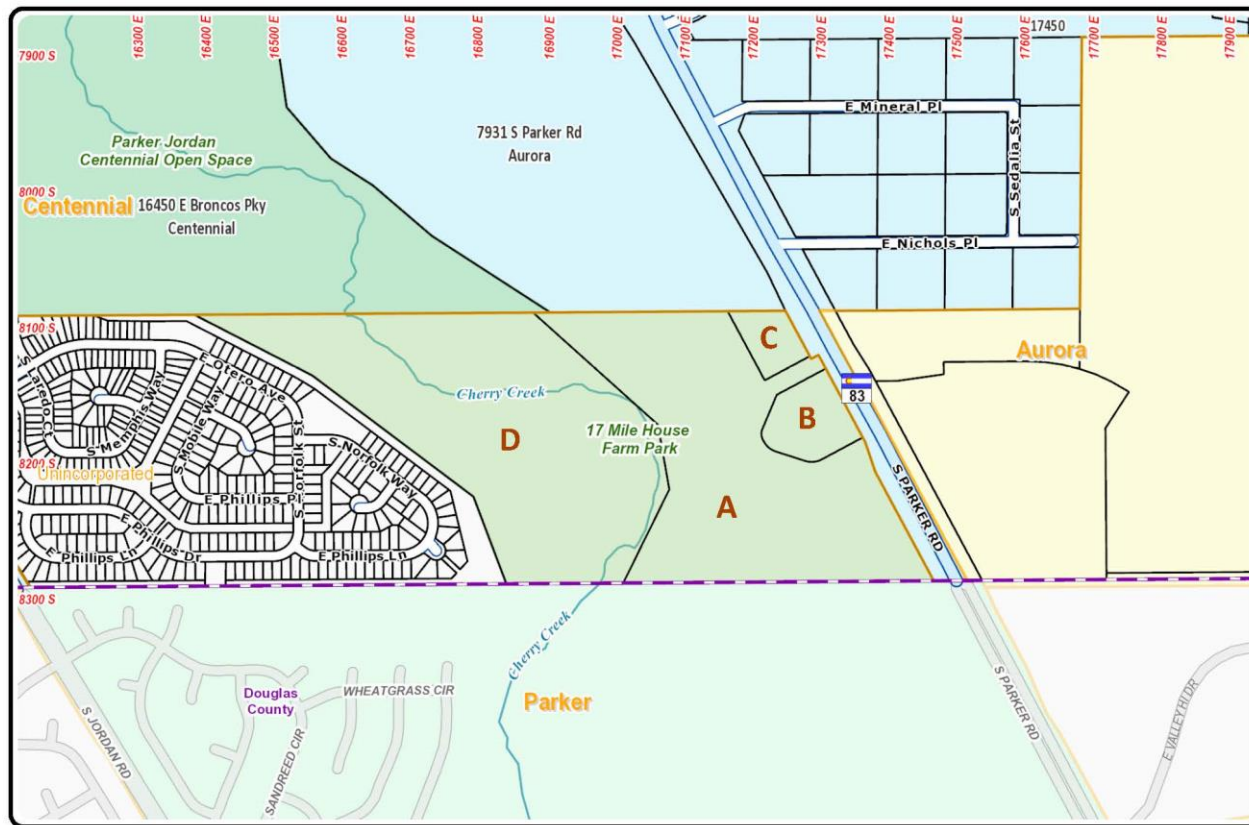 16300 E
16400 E
16500 E
16600 E
16700 E
16800 E
16900 E
17000 E
17100 E
17200 E
17300 E
17400 E
17500 E
17600 E
17700 E
17800 E
17900 E
17450
7900 S
E Mineral Pl
7931 S Parker Rd
Aurora
Parker Jordan
Centennial Open Space
S Sedalia St
8000 S
Centennial
16450 E Broncos Pky
Centennial
E Nichols Pl
8100 S
C
Aurora
E Otero Ave
S Laredo Ct
S Memphis Way
S Mobile Way
83
Cherry Creek
B
17 Mile House
Farm Park
D
S Norfolk St
S Norfolk Way
8200 S
Unincorporated
E Phillips Pl
A
S PARKER RD
E Phillips Dr
E Phillips Ln
E Phillips Ln
8300 S
Cherry Creek
Douglas
County
WHEATGRASS CIR
Parker
S PARKER RD
E VALLEY HI DR
S JORDAN RD
SANDREED CIR